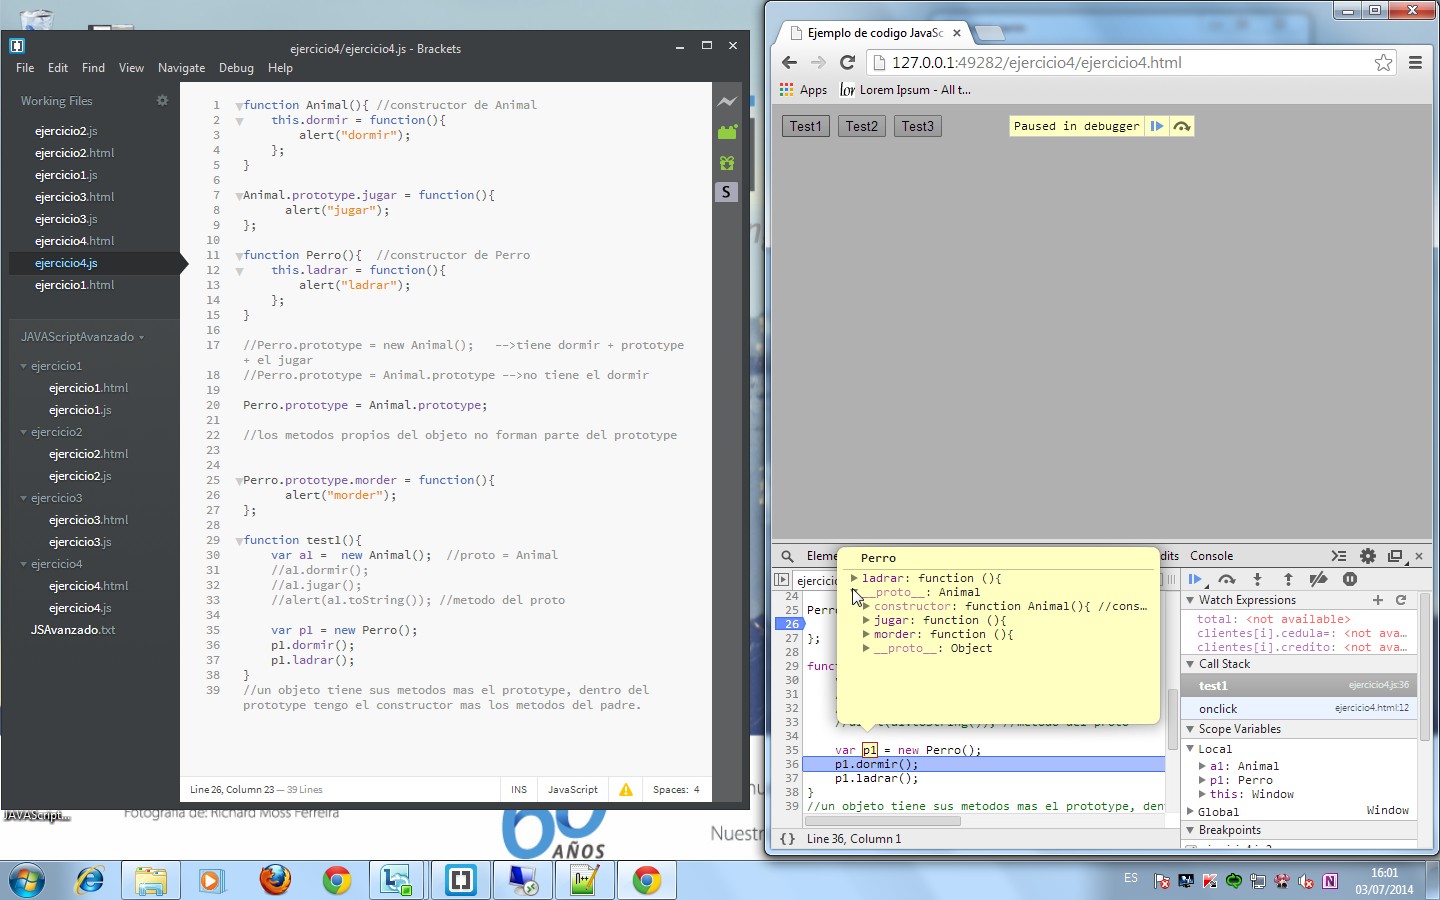 ejercicio4/ejercicio4.js - Brackets
File Edit Find View Navigate Debug Help
Working Files
ejercicio2.js
ejercicio2.html
ejercicio1.js
ejercicio3.html
ejercicio3.js
ejercicio4.html
ejercicio4.js
ejercicio1.html
JAVAScriptAvanzado
ejercicio1
ejercicio1.html
ejercicio1.js
ejercicio2
ejercicio2.html
ejercicio2.js
ejercicio3
ejercicio3.html
ejercicio3.js
ejercicio4
ejercicio4.html
ejercicio4.js
JSAvanzado.txt
1 function Animal(){ //constructor de Animal
2 this.dormir = function(){
3 alert("dormir");
4 };
5 }
6
7 Animal.prototype.jugar = function(){
8 alert("jugar");
9 };
10
11 function Perro(){ //constructor de Perro
12 this.ladrar = function(){
13 alert("ladrar");
14 };
15 }
16
17 //Perro.prototype = new Animal(); -->tiene dormir + prototype
+ el jugar
18 //Perro.prototype = Animal.prototype -->no tiene el dormir
19
20 Perro.prototype = Animal.prototype;
21
22 //los metodos propios del objeto no forman parte del prototype
23
24
25 Perro.prototype.morder = function(){
26 alert("morder");
27 };
28
29 function test1(){
30 var a1 = new Animal(); //proto = Animal
31 //a1.dormir();
32 //a1.jugar();
33 //alert(a1.toString()); //metodo del proto
34
35 var p1 = new Perro();
36 p1.dormir();
37 p1.ladrar();
38 }
39 //un objeto tiene sus metodos mas el prototype, dentro del
prototype tengo el constructor mas los metodos del padre.
S
Line 26, Column 23 — 39 Lines
INS JavaScript Spaces: 4
JAVAScript...
Fotografía de: Richard Moss Ferreira
60
AÑOS
Nuestr
Ejemplo de codigo JavaSc
127.0.0.1:49282/ejercicio4/ejercicio4.html
Apps Lorem Ipsum - All t...
Test1 Test2 Test3
Paused in debugger
Eleme
dits Console
ejercicio
Perro
ladrar: function (){
__proto__: Animal
constructor: function Animal(){ //cons...
jugar: function (){
morder: function (){
__proto__: Object
24
25 Perr
26
27 };
28
29 func
30
31
32
33
34
35 var p1 = new Perro();
36 p1.dormir();
37 p1.ladrar();
38 }
39 //un objeto tiene sus metodos mas el prototype, den
{ } Line 36, Column 1
Watch Expressions
total: <not available>
clientes[i].cedula=: <not ava...
clientes[i].credito: <not ava...
Call Stack
test1 ejercicio4.js:36
onclick ejercicio4.html:12
Scope Variables
Local
a1: Animal
p1: Perro
this: Window
Global Window
Breakpoints
ES
16:01
03/07/2014